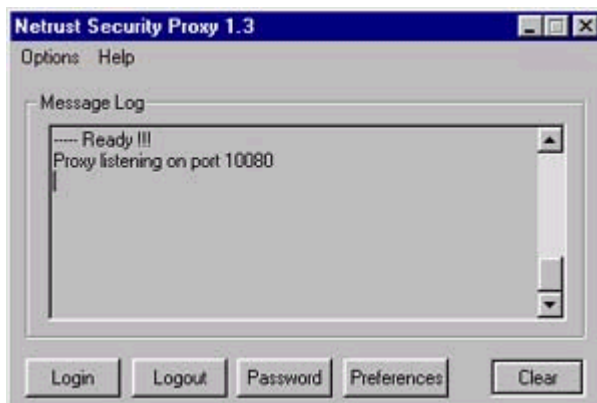 Netrust Security Proxy 1.3
Options Help
Message Log
----- Ready !!!
Proxy listening on port 10080
Login Logout Password Preferences Clear